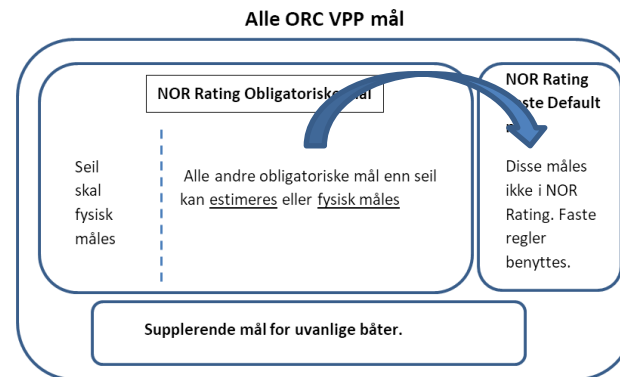 Alle ORC VPP mål
NOR Rating Obligatoriske
NOR Rating
Default
Seil
skal
fysisk
måles
Alle andre obligatoriske mål enn seil
kan estimeres eller fysisk måles
Disse måles
ikke i NOR
Rating. Faste
regler
benyttes.
Supplerende mål for uvanlige båter.